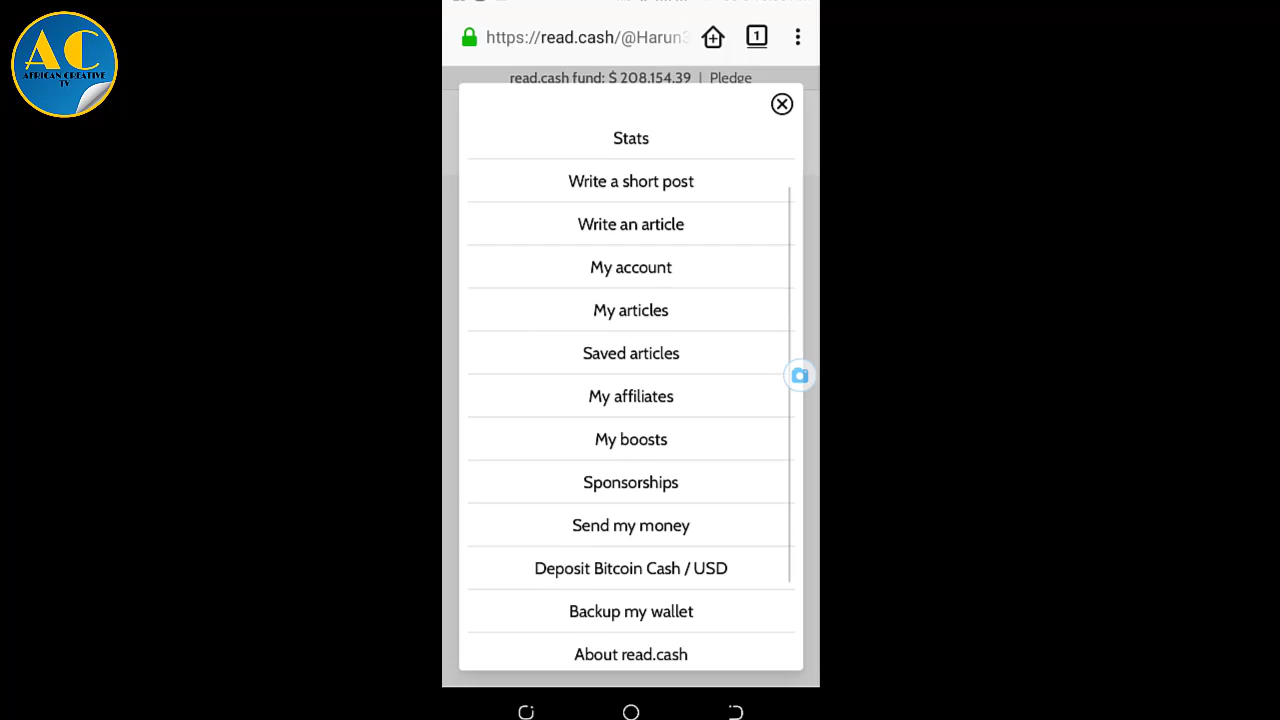 AC
AFRICAN CREATIVE
TV
https://read.cash/@Harun3
1
read.cash fund: $ 208,154.39 | Pledge
Stats
Write a short post
Write an article
My account
My articles
Saved articles
My affiliates
My boosts
Sponsorships
Send my money
Deposit Bitcoin Cash / USD
Backup my wallet
About read.cash